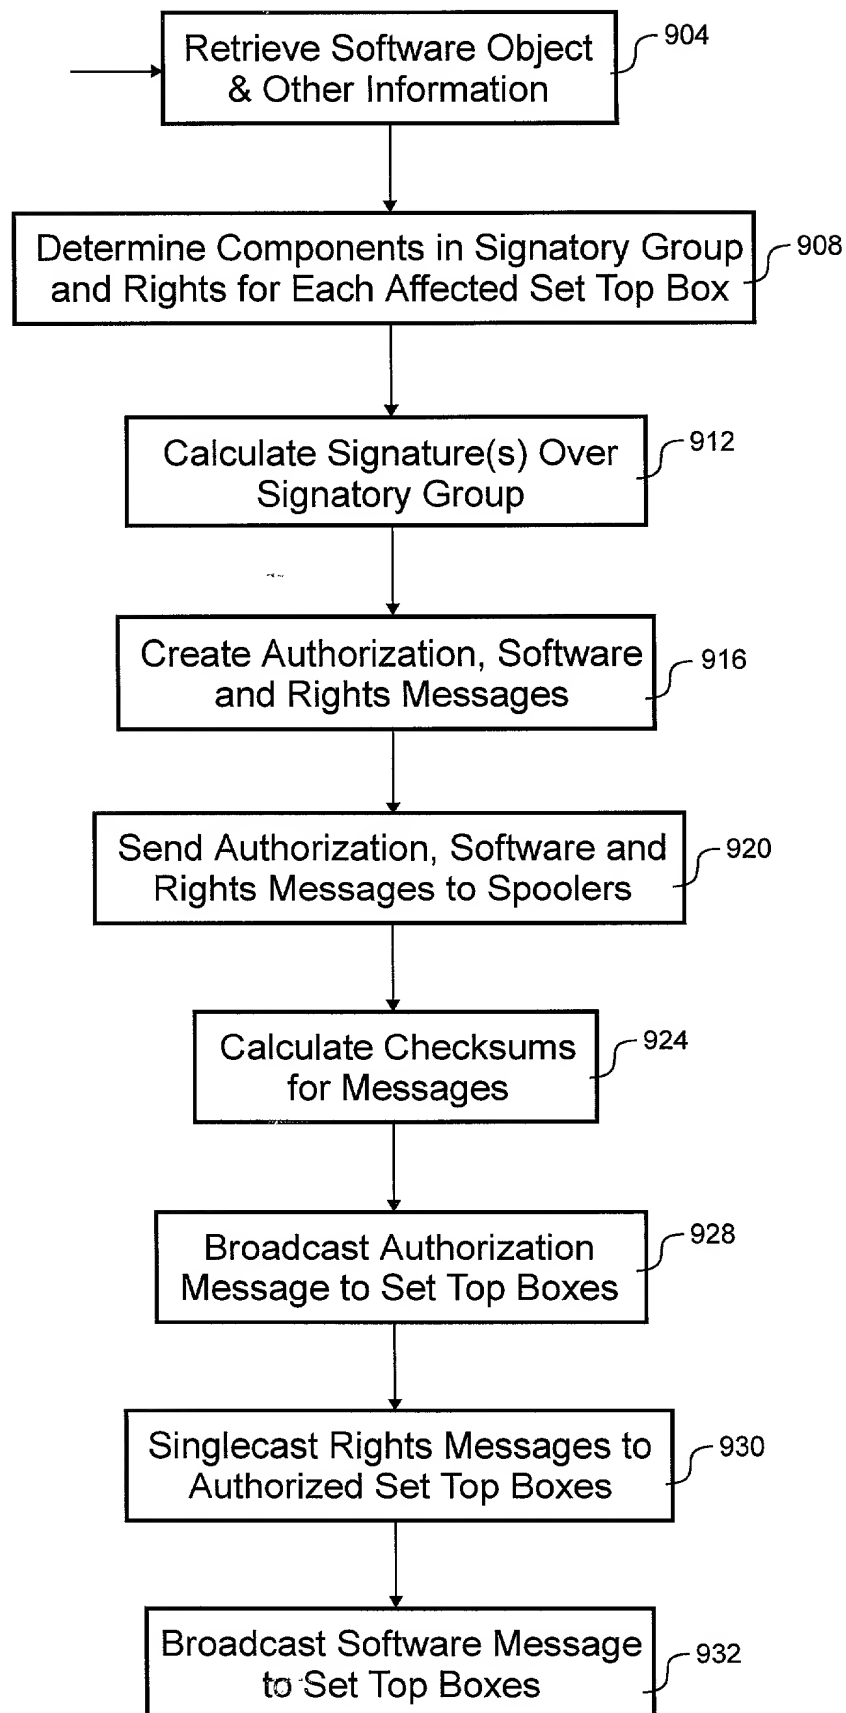 Retrieve Software Object
& Other Information
904
Determine Components in Signatory Group
and Rights for Each Affected Set Top Box
908
Calculate Signature(s) Over
Signatory Group
912
Create Authorization, Software
and Rights Messages
916
Send Authorization, Software and
Rights Messages to Spoolers
920
Calculate Checksums
for Messages
924
Broadcast Authorization
Message to Set Top Boxes
928
Singlecast Rights Messages to
Authorized Set Top Boxes
930
Broadcast Software Message
to Set Top Boxes
932